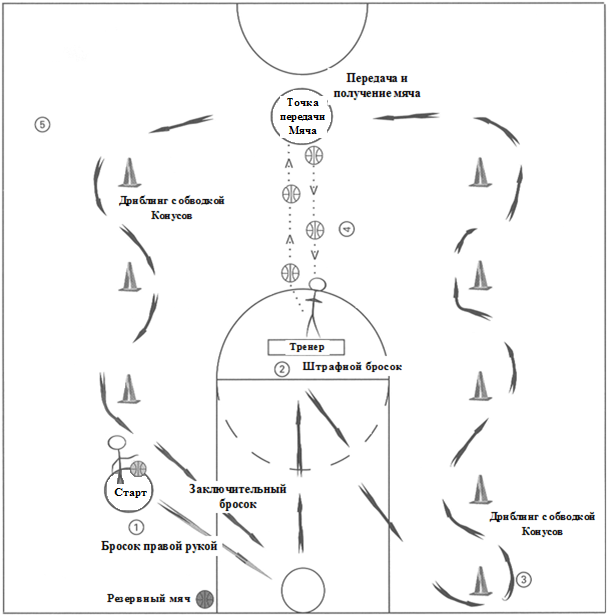 Передача и
получение мяча
Точка
передачи
Мяча
5
Дриблинг с обводкой
Конусов
4
Тренер
2 Штрафной бросок
Старт
Заключительный
бросок
1
Бросок правой рукой
Дриблинг с обводкой
Конусов
3
Резервный мяч